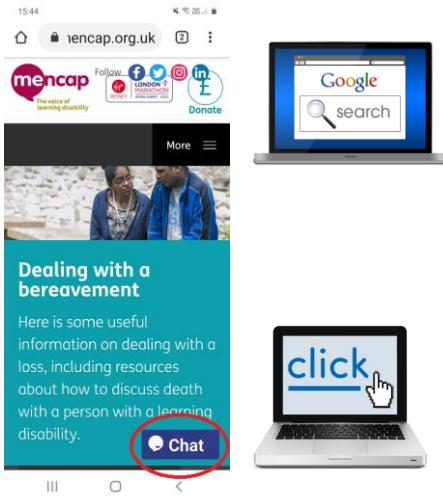 15:44
mencap.org.uk
2
mencap
The voice of
learning disability
Follow
LONDON
MARATHON
Donate
More
Dealing with a
bereavement
Here is some useful
information on dealing with a
loss, including resources
about how to discuss death
with a person with a learning
disability.
Chat
Google
search
click